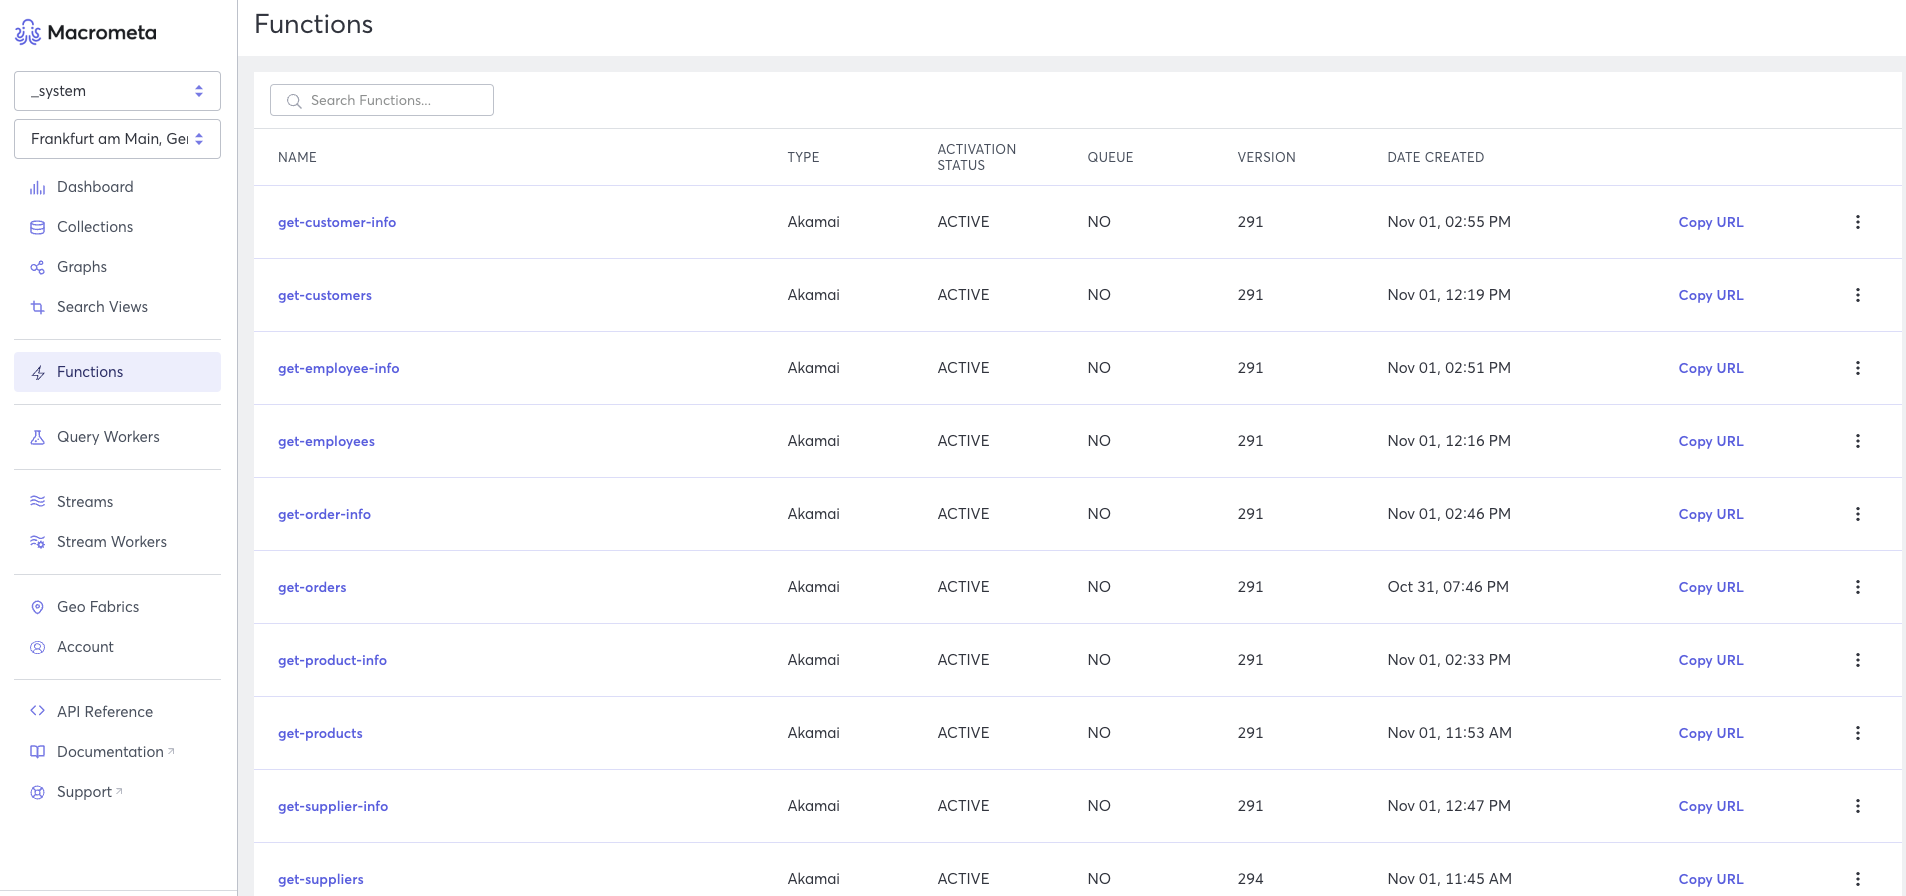 Macrometa
_system
Frankfurt am Main, Ger
Dashboard
Collections
Graphs
Search Views
Functions
Query Workers
Streams
Stream Workers
Geo Fabrics
Account
API Reference
Documentation
Support
Functions
Search Functions...
NAME TYPE ACTIVATION STATUS QUEUE VERSION DATE CREATED
get-customer-info Akamai ACTIVE NO 291 Nov 01, 02:55 PM Copy URL
get-customers Akamai ACTIVE NO 291 Nov 01, 12:19 PM Copy URL
get-employee-info Akamai ACTIVE NO 291 Nov 01, 02:51 PM Copy URL
get-employees Akamai ACTIVE NO 291 Nov 01, 12:16 PM Copy URL
get-order-info Akamai ACTIVE NO 291 Nov 01, 02:46 PM Copy URL
get-orders Akamai ACTIVE NO 291 Oct 31, 07:46 PM Copy URL
get-product-info Akamai ACTIVE NO 291 Nov 01, 02:33 PM Copy URL
get-products Akamai ACTIVE NO 291 Nov 01, 11:53 AM Copy URL
get-supplier-info Akamai ACTIVE NO 291 Nov 01, 12:47 PM Copy URL
get-suppliers Akamai ACTIVE NO 294 Nov 01, 11:45 AM Copy URL